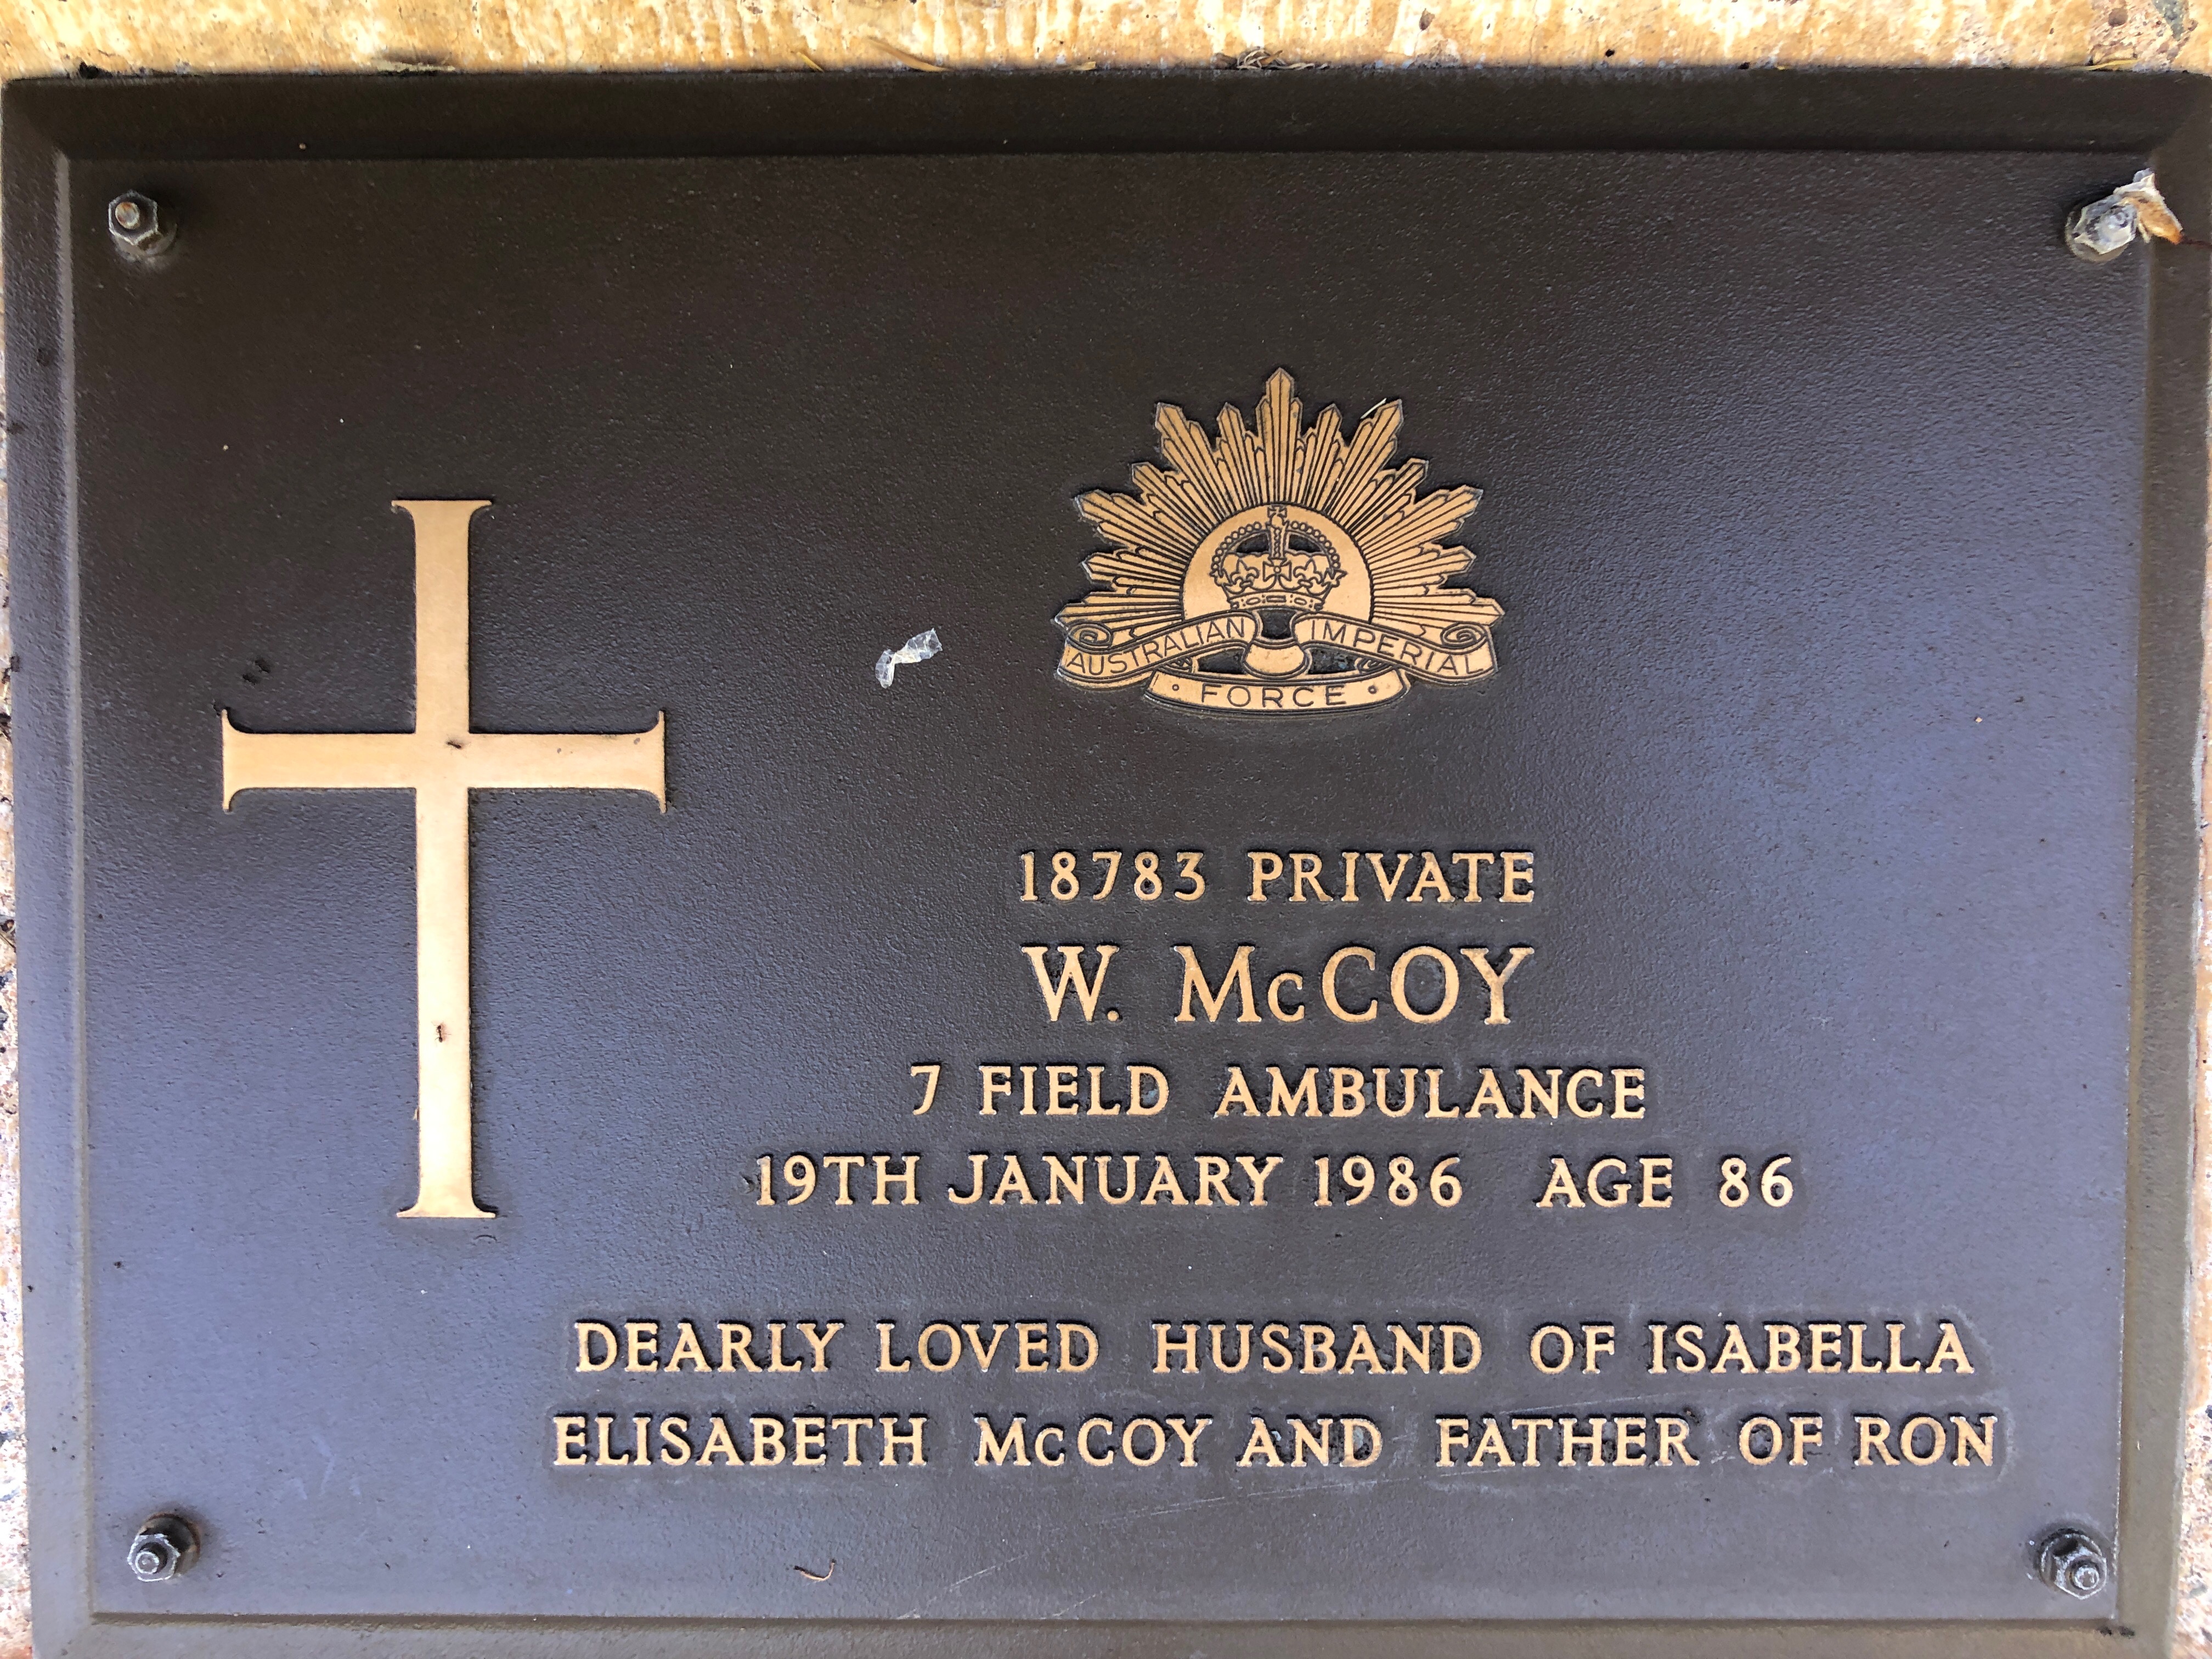 AUSTRALIAN IMPERIAL
FORCE
18783 PRIVATE
W. McCOY
7 FIELD AMBULANCE
19TH JANUARY 1986 AGE 86
DEARLY LOVED HUSBAND OF ISABELLA
ELISABETH McCOY AND FATHER OF RON